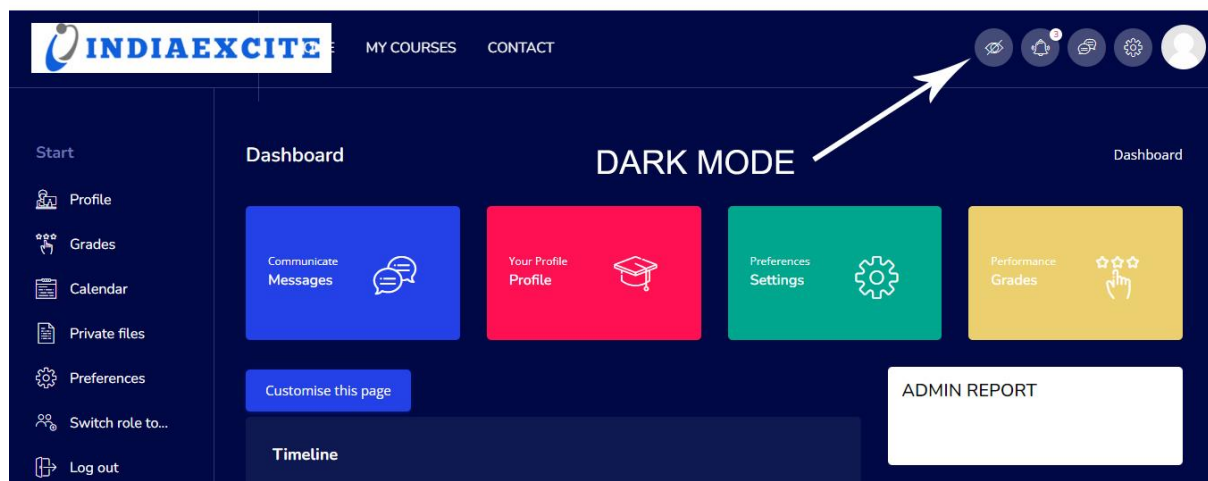 INDIAEXCITE
MY COURSES
CONTACT
3
Start
Profile
Grades
Calendar
Private files
Preferences
Switch role to...
Log out
Dashboard
DARK MODE
Dashboard
Communicate
Messages
Your Profile
Profile
Preferences
Settings
Performance
Grades
Customise this page
ADMIN REPORT
Timeline